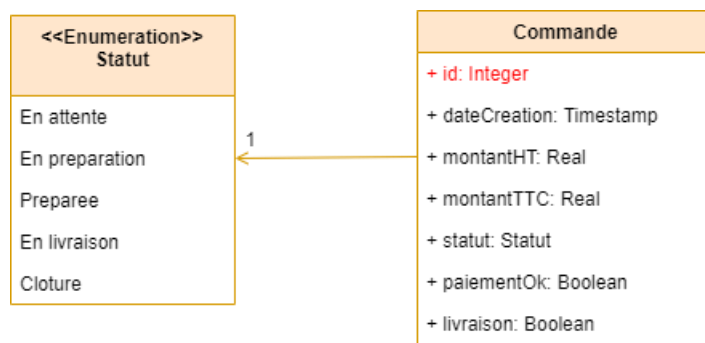 <<Enumeration>>
Statut
En attente
En preparation
Preparee
En livraison
Cloture
1
Commande
+ id: Integer
+ dateCreation: Timestamp
+ montantHT: Real
+ montantTTC: Real
+ statut: Statut
+ paiementOk: Boolean
+ livraison: Boolean